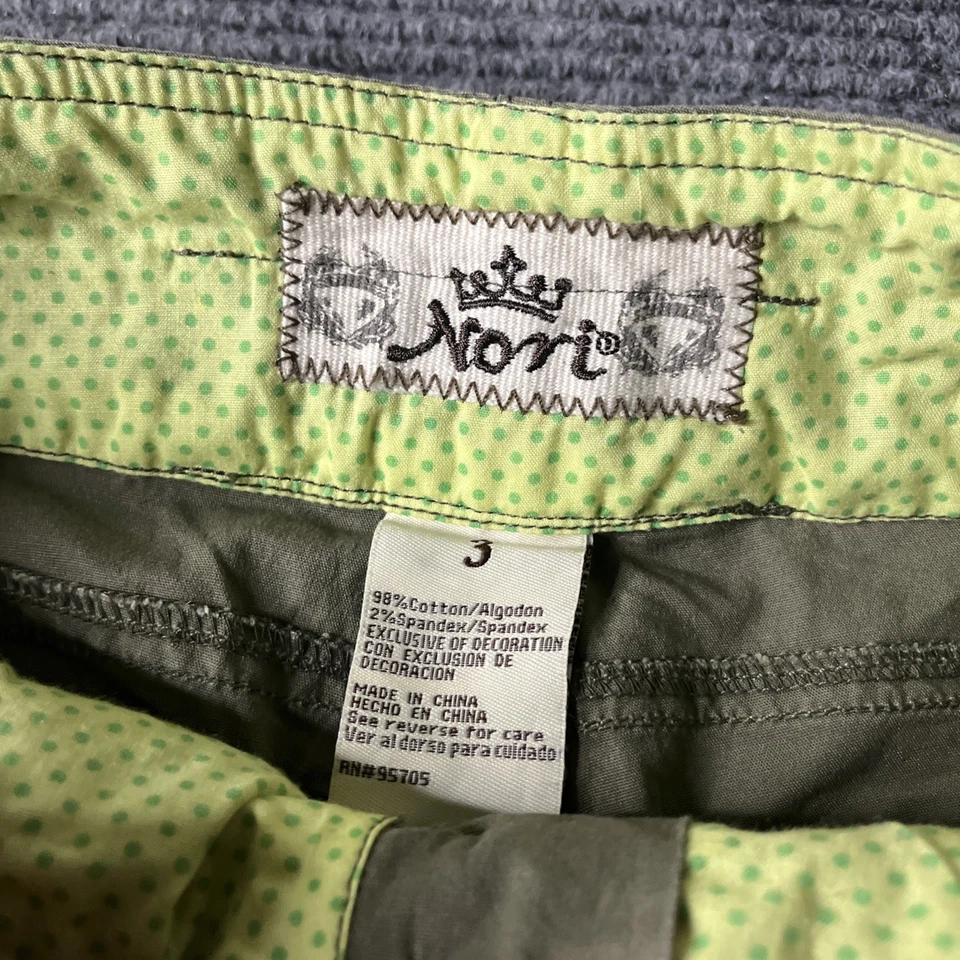 Nori®
3
98%Cotton/Algodon
2%Spandex/Spandex
EXCLUSIVE OF DECORATION
CON EXCLUSION DE
DECORACION
MADE IN CHINA
HECHO EN CHINA
See reverse for care
Ver al dorso para cuidado
RN#95705